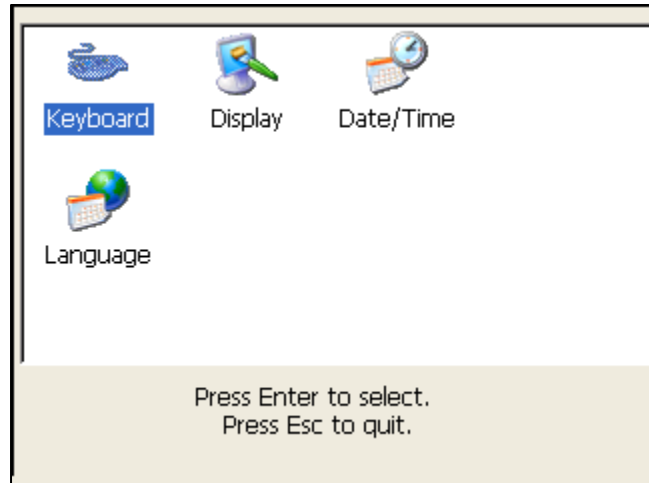 Keyboard
Display
Date/Time
Language
Press Enter to select.
Press Esc to quit.